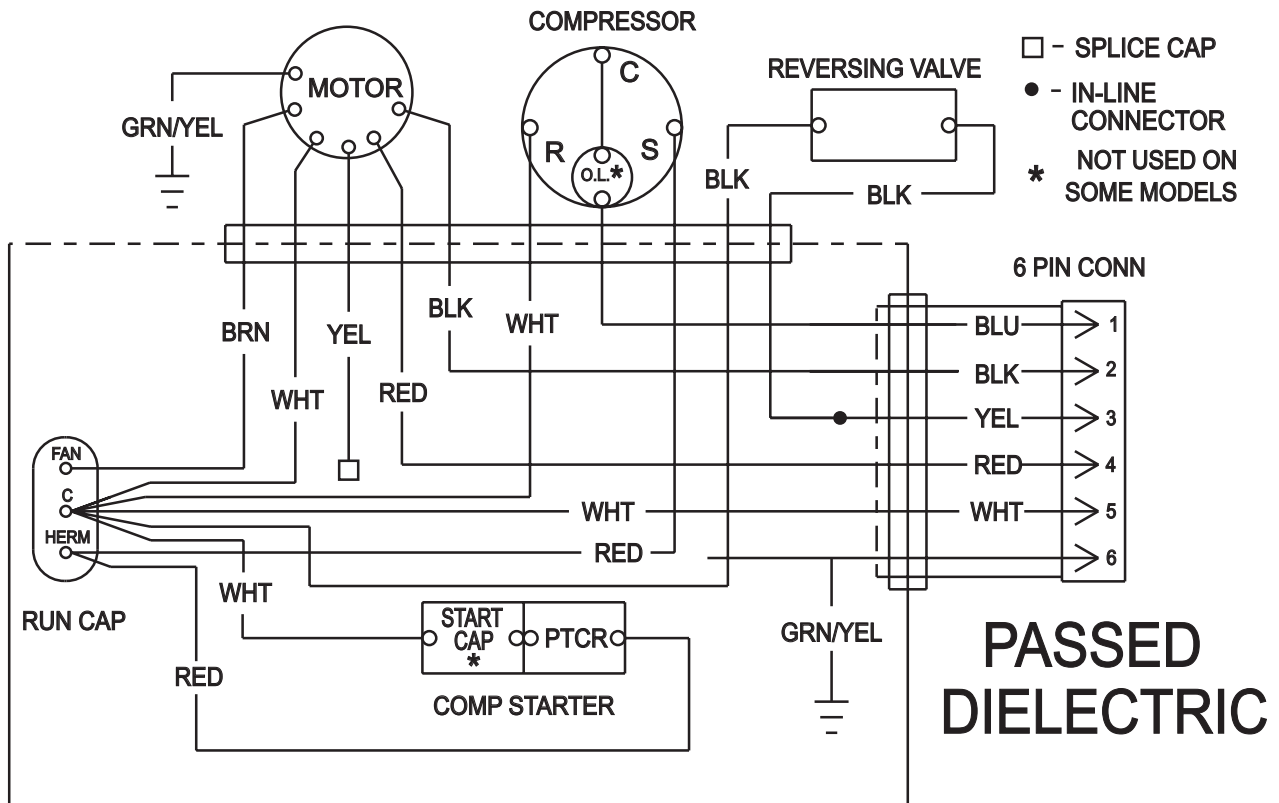 COMPRESSOR
MOTOR
C
R
S
O.L.*
REVERSING VALVE
□ - SPLICE CAP
● - IN-LINE
CONNECTOR
* NOT USED ON
SOME MODELS
GRN/YEL
BLK
BLK
6 PIN CONN
BRN
YEL
BLK
WHT
WHT
RED
BLU 1
BLK 2
YEL 3
RED 4
WHT
WHT 5
6
FAN
C
HERM
RED
RUN CAP
WHT
RED
START
CAP
*
PTCR
COMP STARTER
GRN/YEL
PASSED
DIELECTRIC